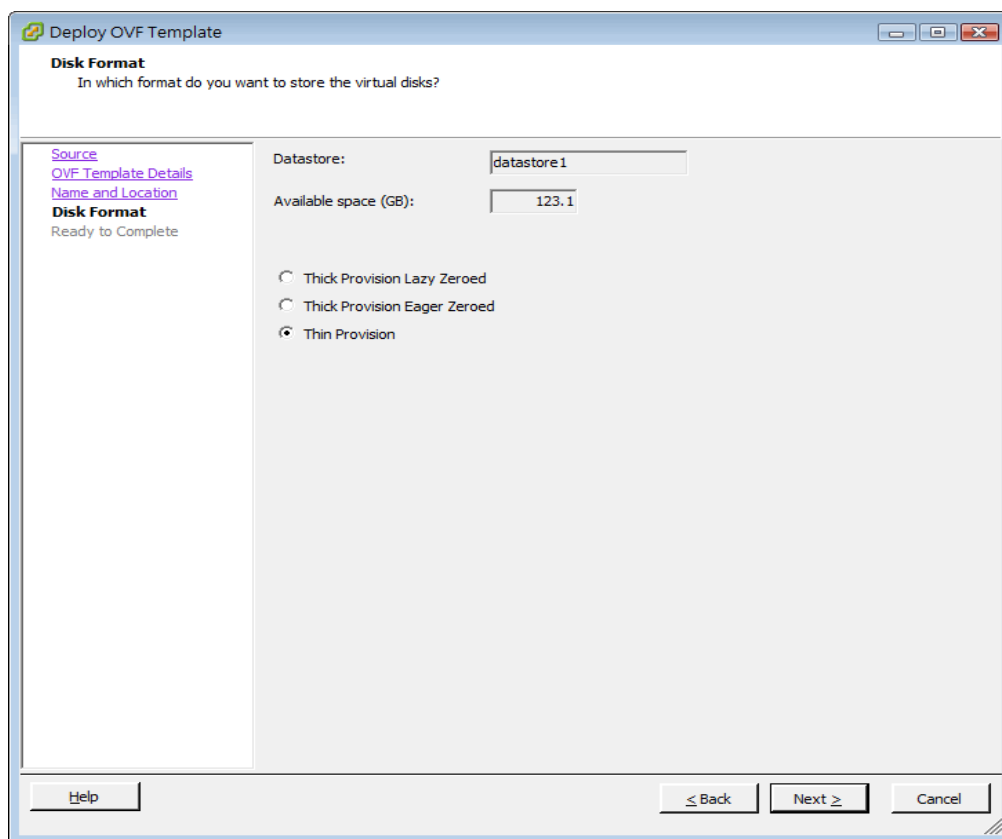 Deploy OVF Template
Disk Format
In which format do you want to store the virtual disks?
Source
OVF Template Details
Name and Location
Disk Format
Ready to Complete
Datastore:
datastore1
Available space (GB):
123.1
Thick Provision Lazy Zeroed
Thick Provision Eager Zeroed
Thin Provision
Help
< Back
Next >
Cancel